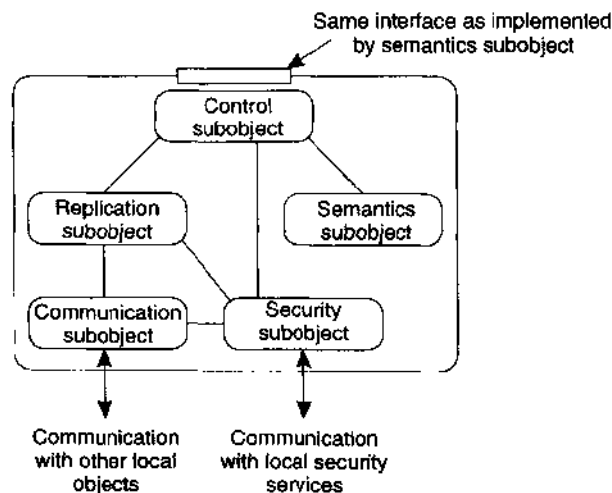 Same interface as implemented
by semantics subobject
Control
subobject
Replication
subobject
Semantics
subobject
Communication
subobject
Security
subobject
Communication
with other local
objects
Communication
with local security
services